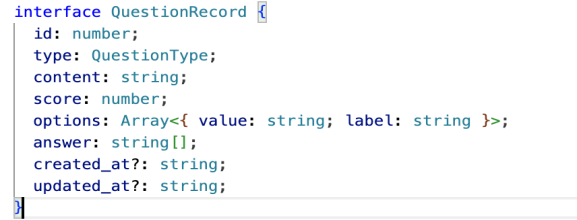 interface QuestionRecord {
  id: number;
  type: QuestionType;
  content: string;
  score: number;
  options: Array<{ value: string; label: string }>;
  answer: string[];
  created_at?: string;
  updated_at?: string;
}